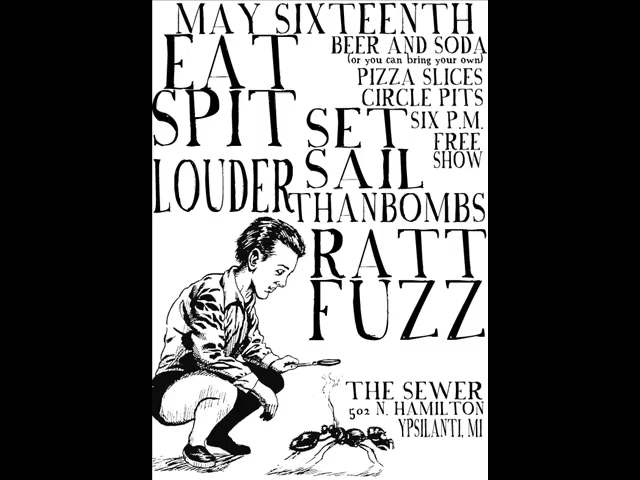 MAY SIXTEENTH
EAT
SPIT
BEER AND SODA
(or you can bring your own)
PIZZA SLICES
CIRCLE PITS
SIX P.M.
FREE
SHOW
SET
SAIL
LOUDER
THANBOMBS
RATT
FUZZ
THE SEWER
502 N. HAMILTON
YPSILANTI, MI